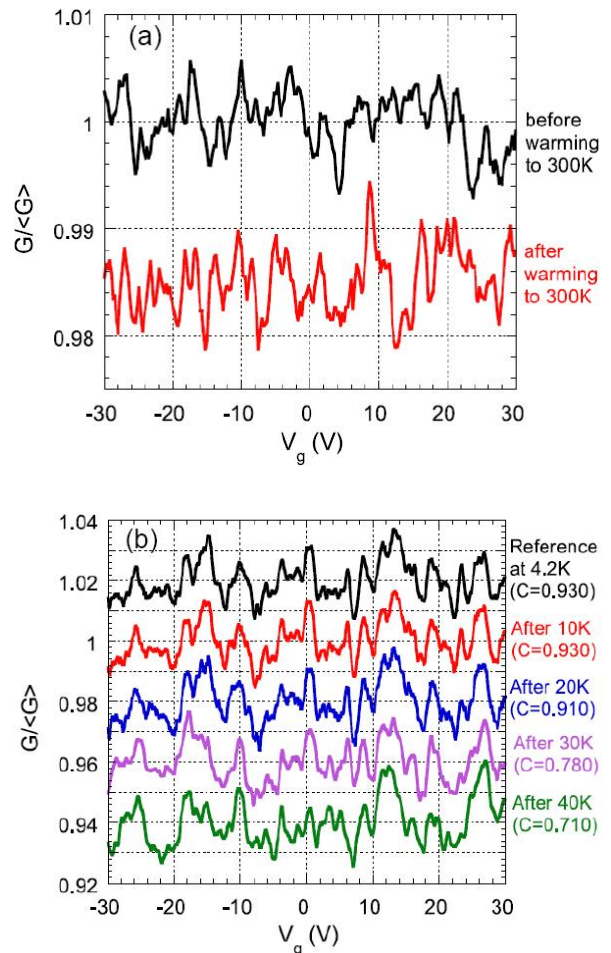 (a)
1.01
1
0.99
0.98
G/<G>
-30 -20 -10 0 10 20 30
V_g (V)
before
warming
to 300K
after
warming
to 300K
(b)
1.04
1.02
1
0.98
0.96
0.94
0.92
G/<G>
-30 -20 -10 0 10 20 30
V_g (V)
Reference
at 4.2K
(C=0.930)
After 10K
(C=0.930)
After 20K
(C=0.910)
After 30K
(C=0.780)
After 40K
(C=0.710)